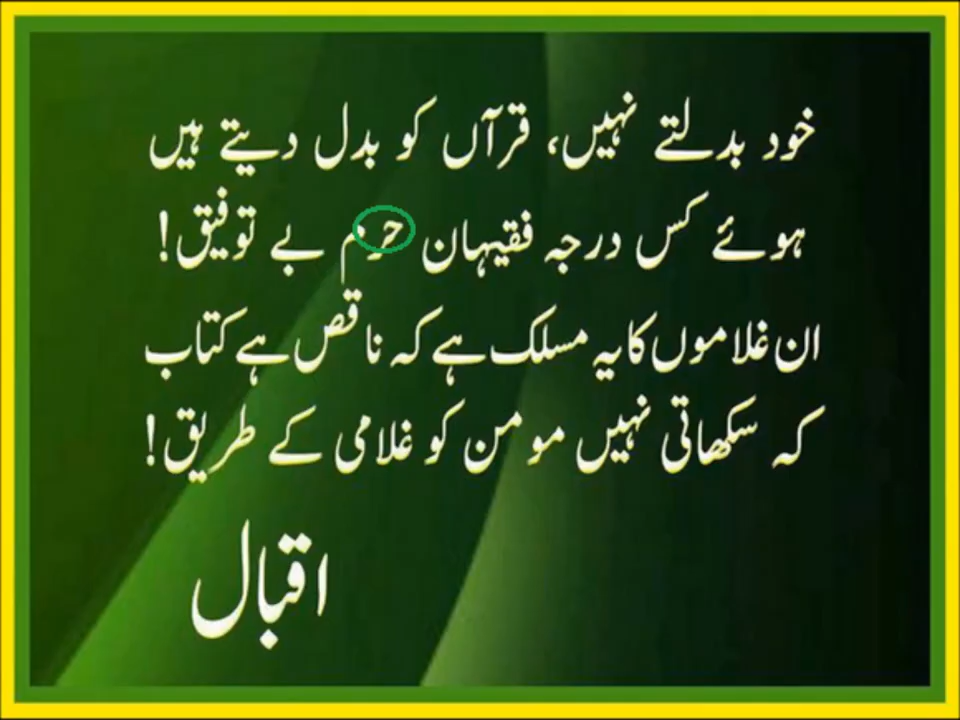 خود بدلتے نہیں، قرآں کو بدل دیتے ہیں
ہوئے کس درجہ فقیہان حرم بے توفیق!
ان غلاموں کا یہ مسلک ہے کہ ناقص ہے کتاب
کہ سکھاتی نہیں مومن کو غلامی کے طریق!
اقبال